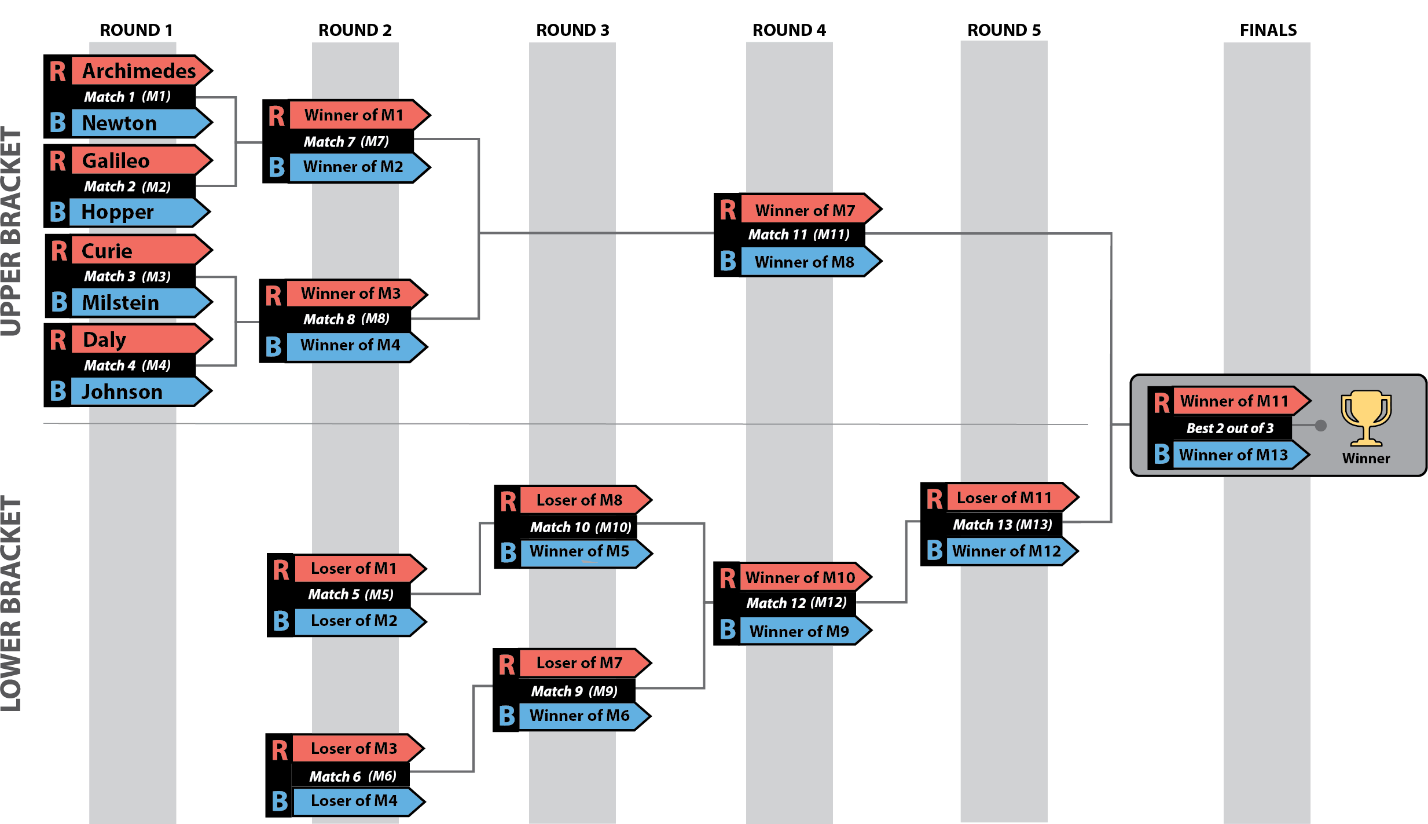 ROUND 1
ROUND 2
ROUND 3
ROUND 4
ROUND 5
FINALS
UPPER BRACKET
R Archimedes
Match 1 (M1)
B Newton
R Galileo
Match 2 (M2)
B Hopper
R Curie
Match 3 (M3)
B Milstein
R Daly
Match 4 (M4)
B Johnson
R Winner of M1
Match 7 (M7)
B Winner of M2
R Winner of M3
Match 8 (M8)
B Winner of M4
R Winner of M7
Match 11 (M11)
B Winner of M8
R Winner of M11
Best 2 out of 3
B Winner of M13
Winner
LOWER BRACKET
R Loser of M1
Match 5 (M5)
B Loser of M2
R Loser of M3
Match 6 (M6)
B Loser of M4
R Loser of M8
Match 10 (M10)
B Winner of M5
R Loser of M7
Match 9 (M9)
B Winner of M6
R Winner of M10
Match 12 (M12)
B Winner of M9
R Loser of M11
Match 13 (M13)
B Winner of M12